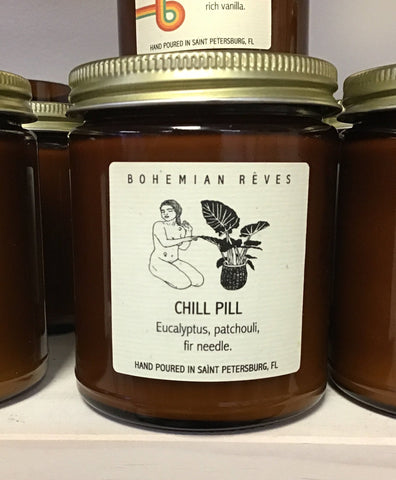 rich vanilla.
HAND POURED IN SAINT PETERSBURG, FL
BOHEMIAN RÈVES
CHILL PILL
Eucalyptus, patchouli,
fir needle.
HAND POURED IN SAINT PETERSBURG, FL